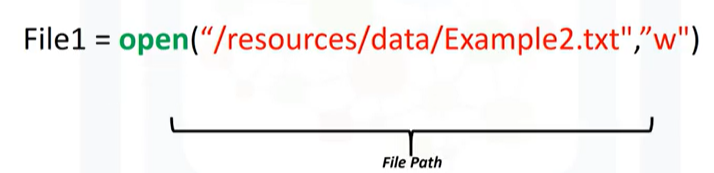 File1 = open(“/resources/data/Example2.txt",”w")
File Path